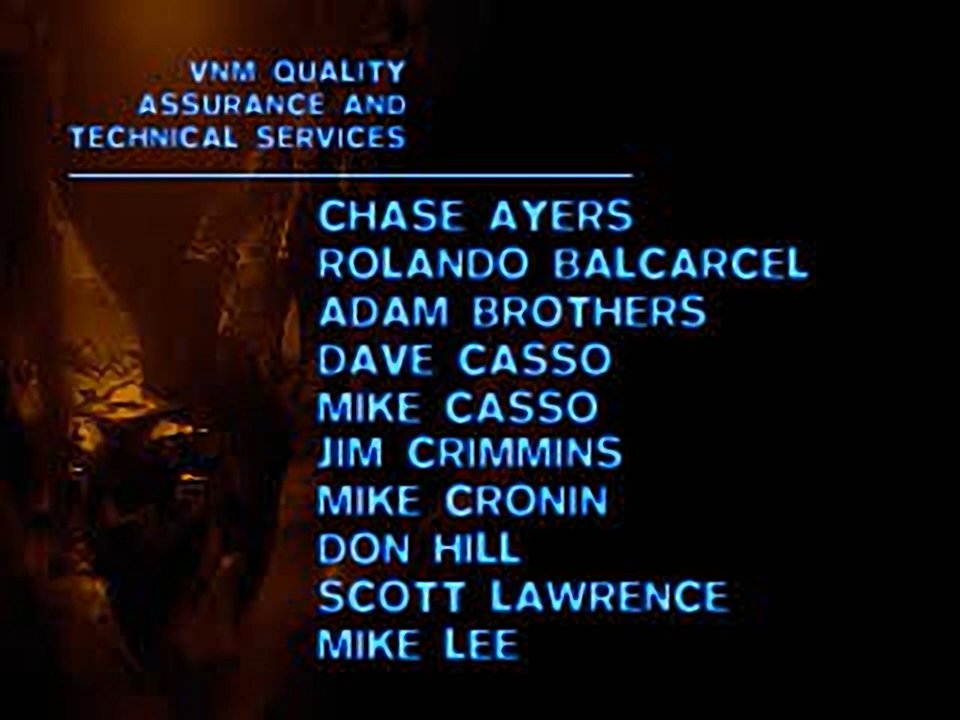 VNM QUALITY
ASSURANCE AND
TECHNICAL SERVICES
CHASE AYERS
ROLANDO BALCARCEL
ADAM BROTHERS
DAVE CASSO
MIKE CASSO
JIM CRIMMINS
MIKE CRONIN
DON HILL
SCOTT LAWRENCE
MIKE LEE